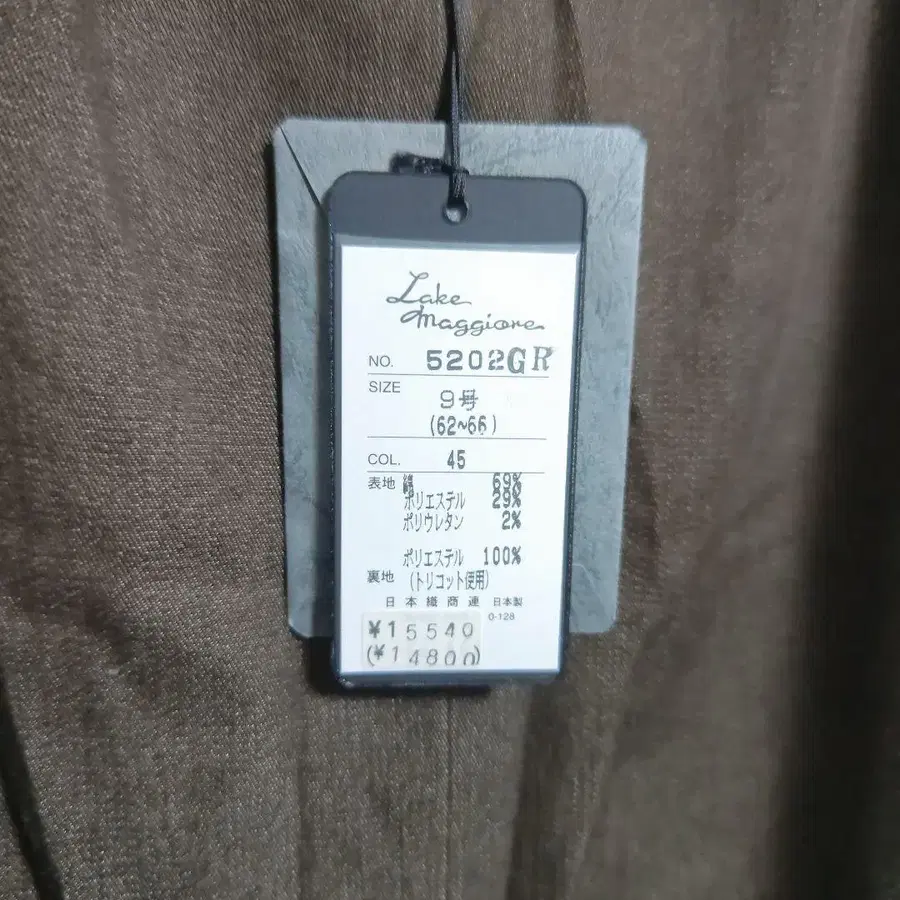 Lake
Maggiore
NO. 5202GR
SIZE
9号
(62~66)
COL. 45
表地 綿 69%
ポリエステル 29%
ポリウレタン 2%
ポリエステル 100%
裏地 (トリコット使用)
日本繊商連 日本製
0-128
¥15540
(¥14800)